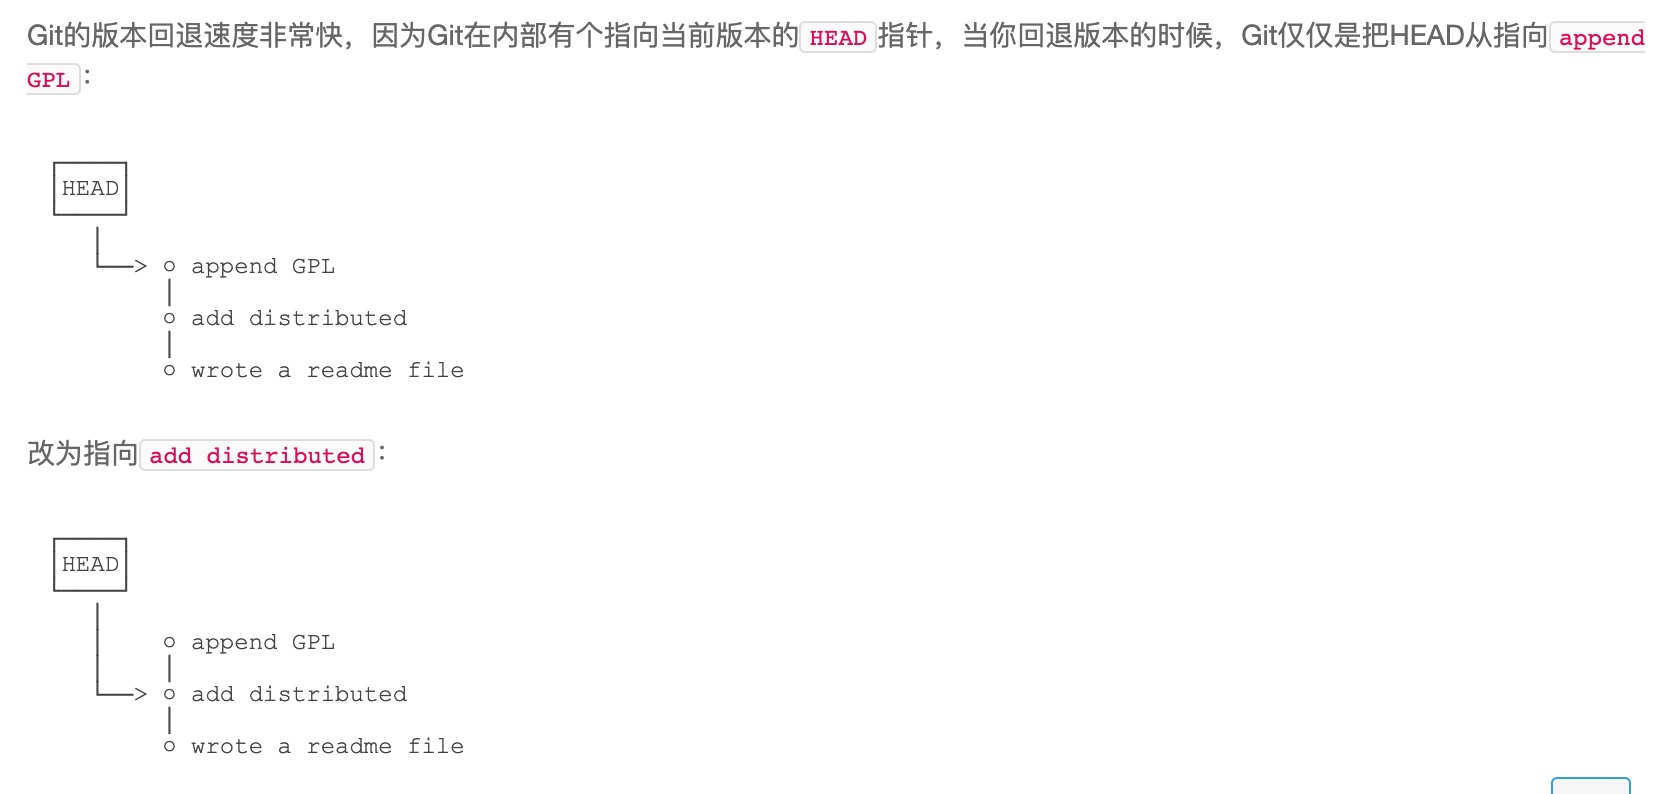 Git的版本回退速度非常快，因为Git在内部有个指向当前版本的HEAD指针，当你回退版本的时候，Git仅仅是把HEAD从指向append
GPL：
HEAD
append GPL
add distributed
wrote a readme file
改为指向add distributed：
HEAD
append GPL
add distributed
wrote a readme file